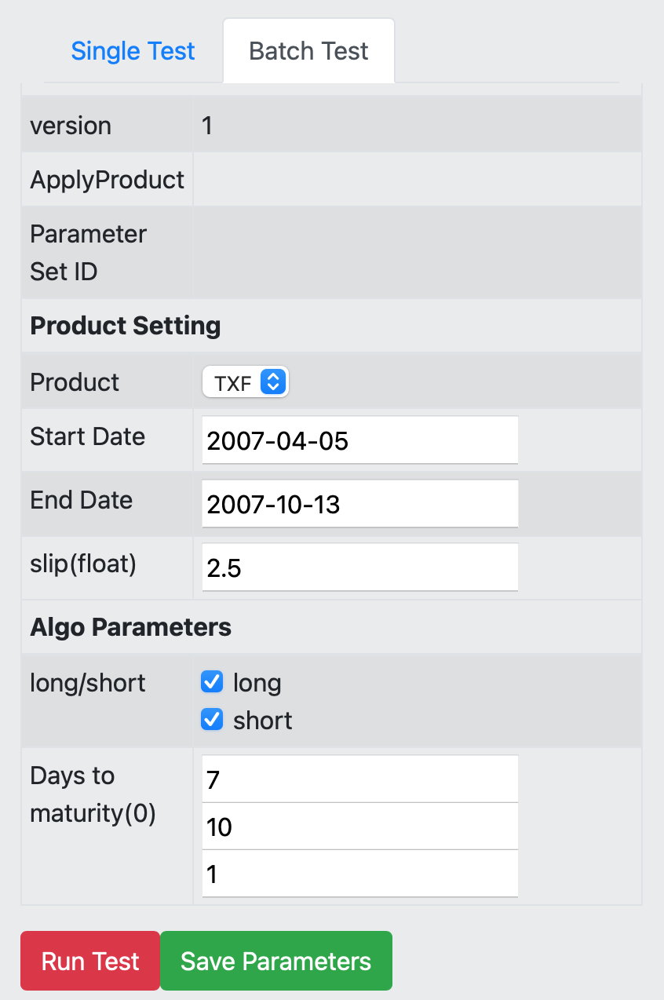 Single Test Batch Test
version 1
ApplyProduct
Parameter
Set ID
Product Setting
Product TXF
Start Date 2007-04-05
End Date 2007-10-13
slip(float) 2.5
Algo Parameters
long/short long
short
Days to 7
maturity(0) 10
1
Run Test Save Parameters